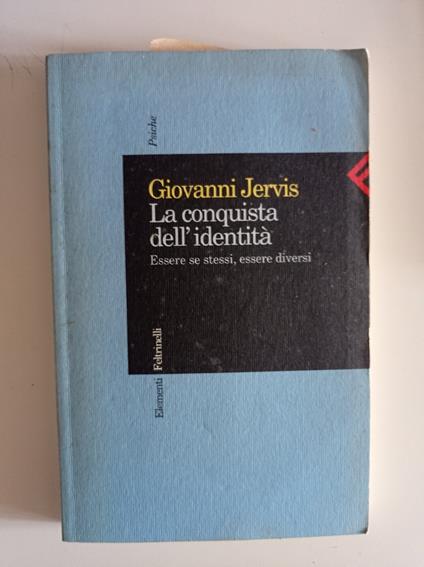 Psiche
Giovanni Jervis
La conquista
dell'identità
Essere se stessi, essere diversi
Elementi Feltrinelli